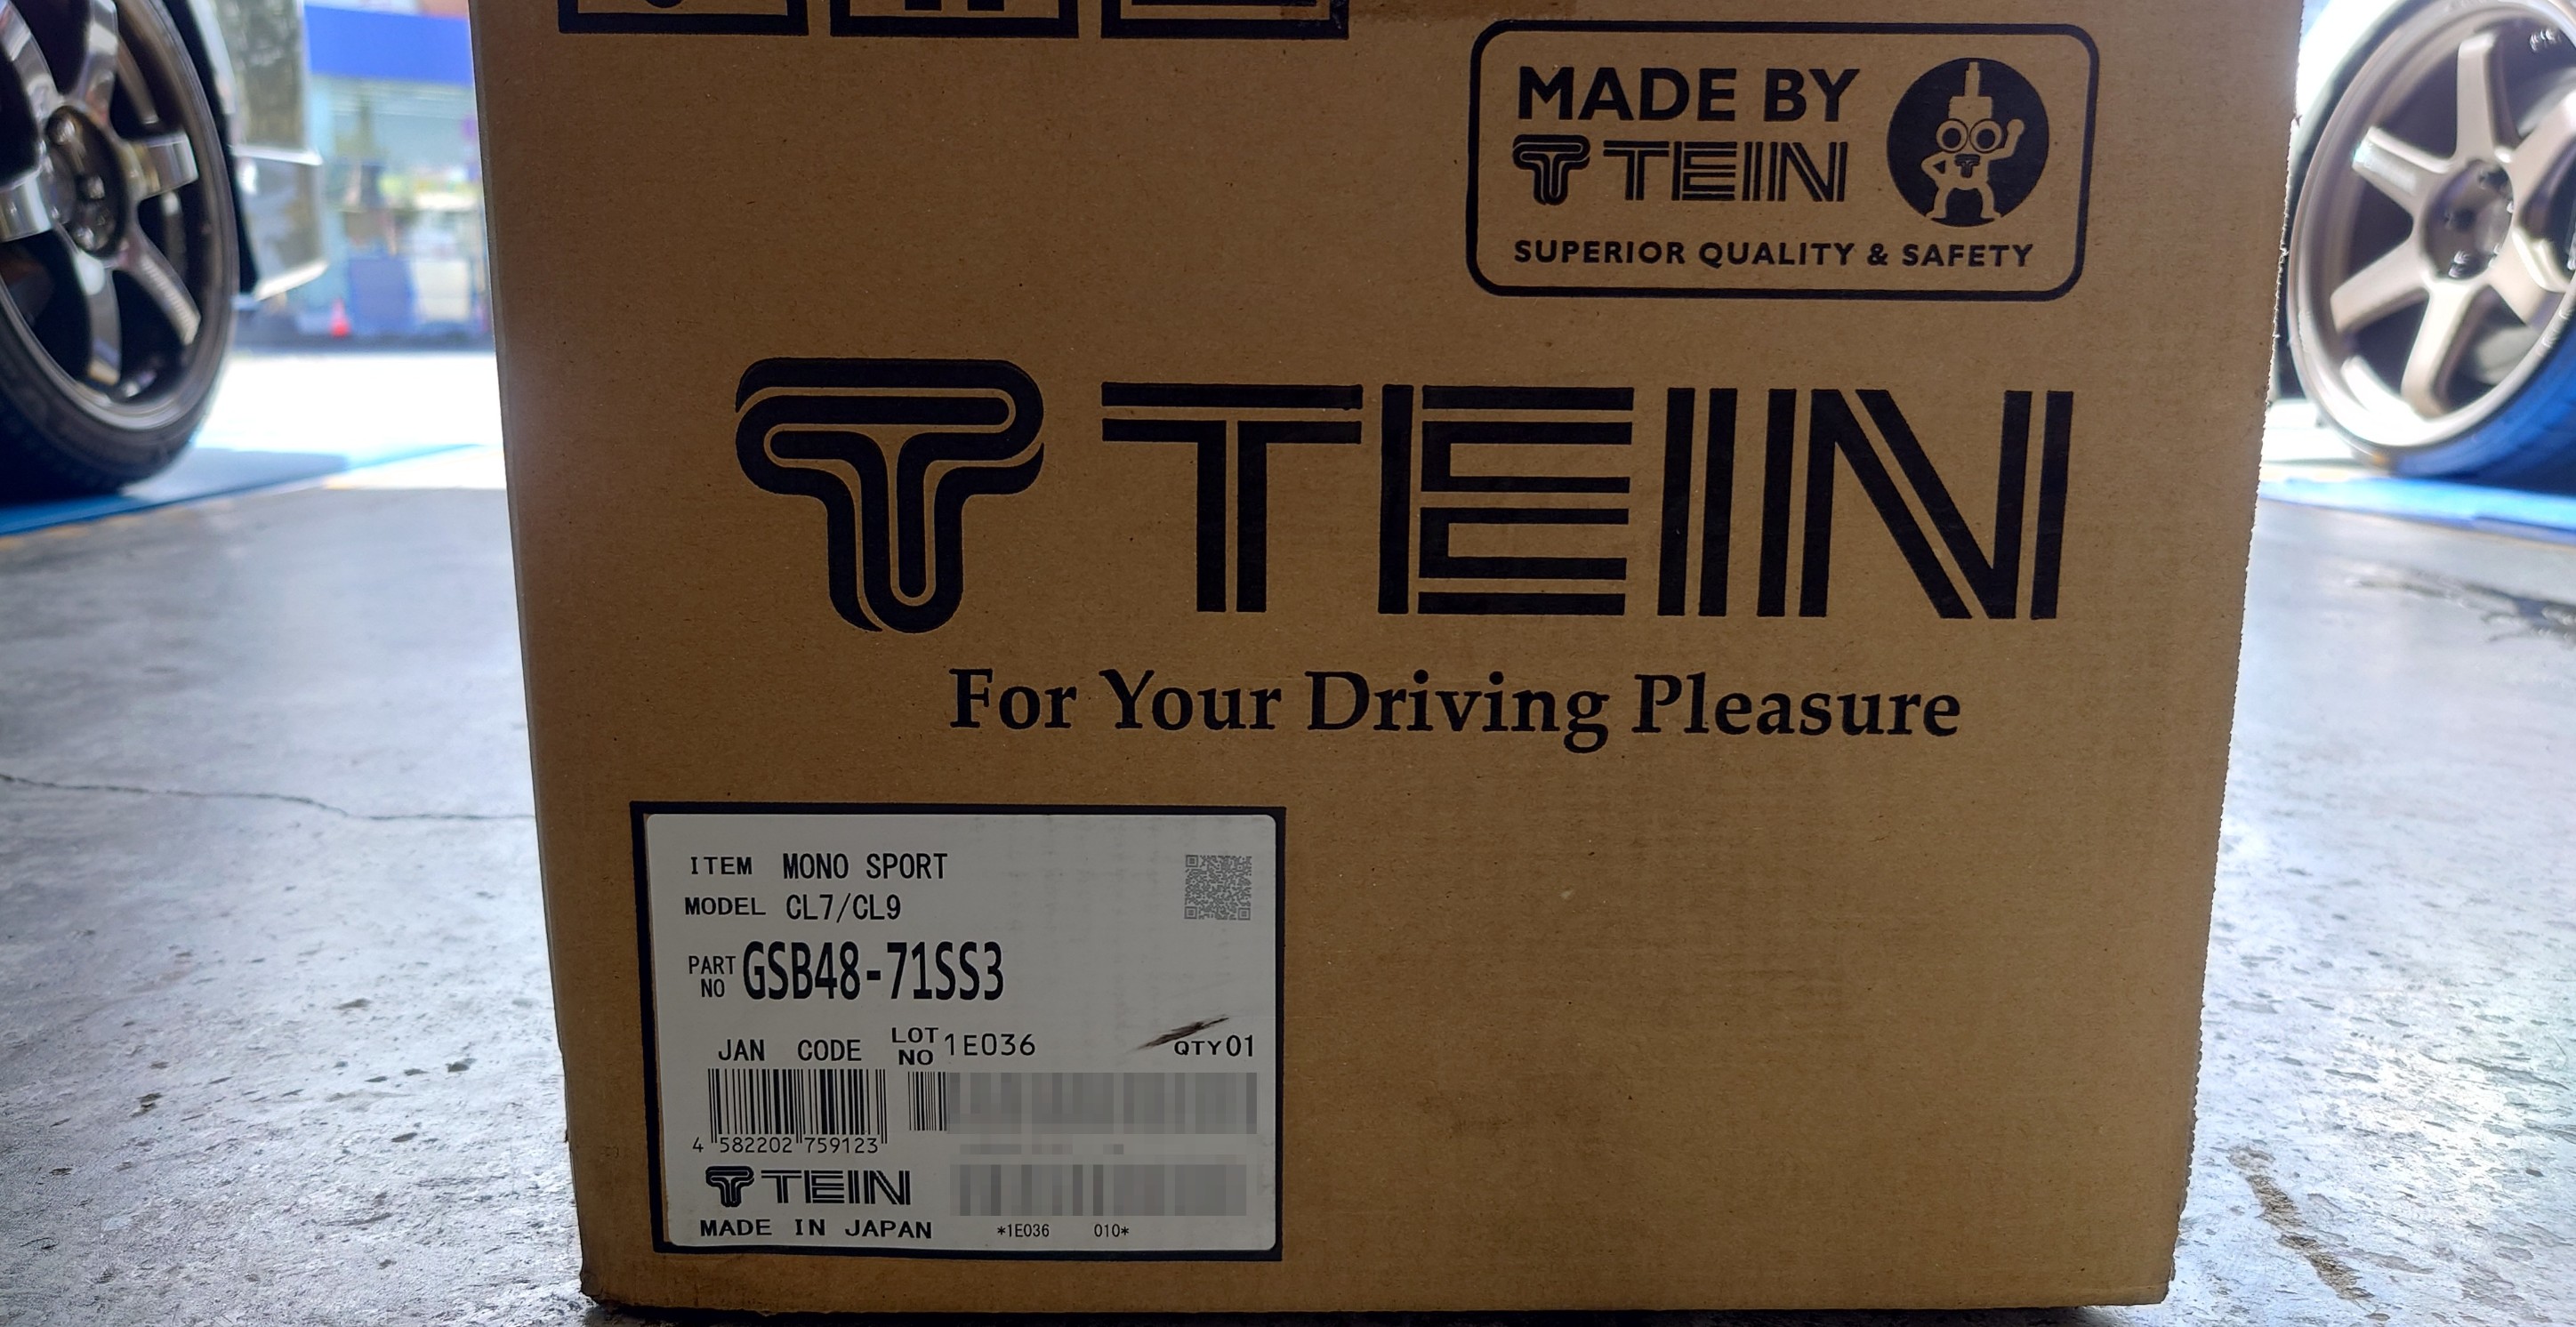 MADE BY
TEIN
SUPERIOR QUALITY & SAFETY
TEIN
For Your Driving Pleasure
ITEM MONO SPORT
MODEL CL7/CL9
PART NO GSB48-71SS3
JAN CODE LOT NO 1E036 QTY 01
4 582202 759123
TEIN
MADE IN JAPAN *1E036 010*